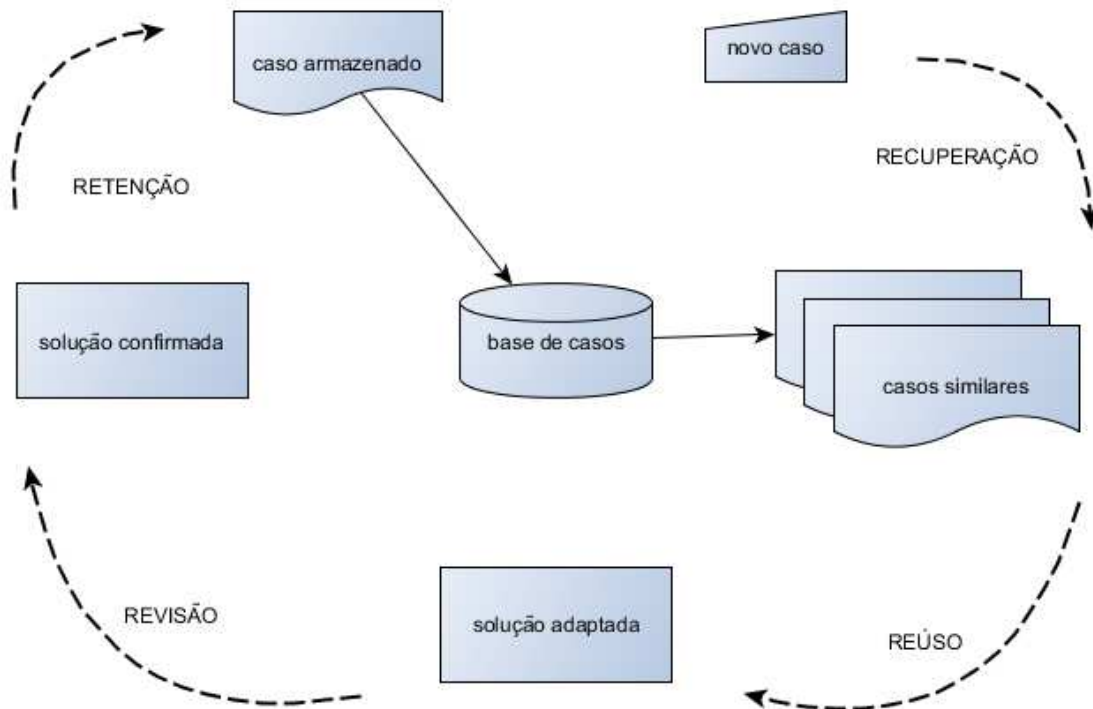 caso armazenado
novo caso
RECUPERAÇÃO
RETENÇÃO
solução confirmada
base de casos
casos similares
REVISÃO
solução adaptada
REÚSO